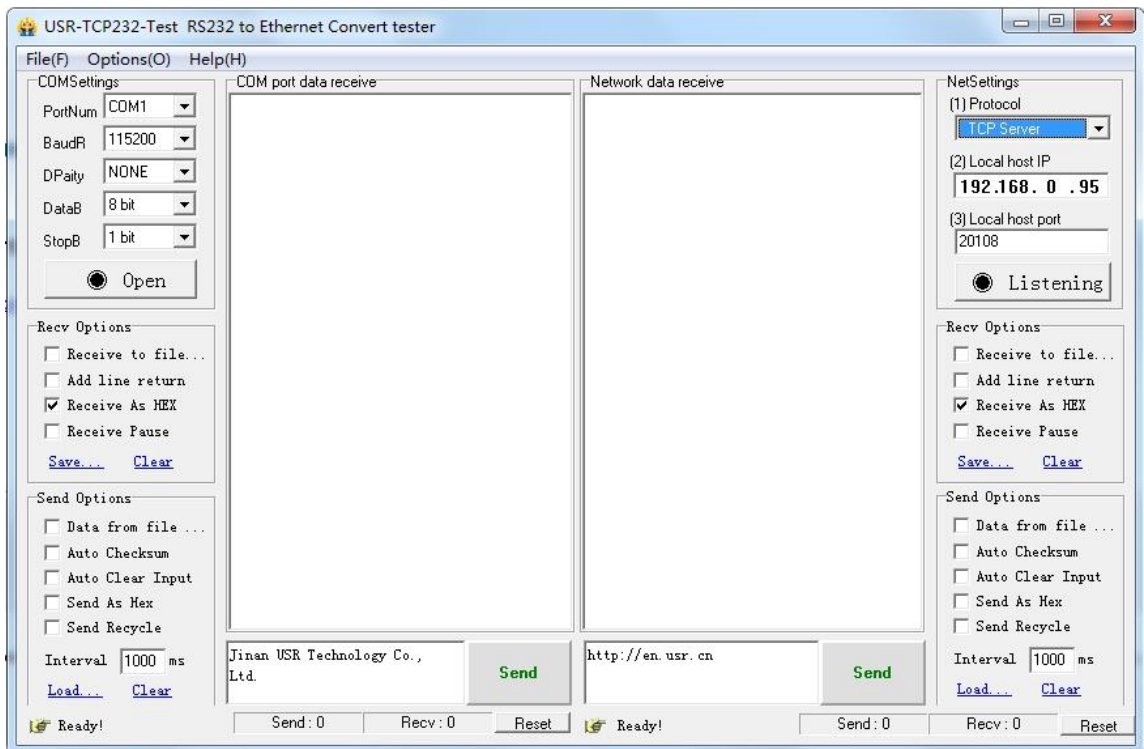 USR-TCP232-Test RS232 to Ethernet Convert tester
File(F) Options(O) Help(H)
COMSettings
PortNum COM1
BaudR 115200
DPaity NONE
DataB 8 bit
StopB 1 bit
Open
Recv Options
Receive to file...
Add line return
Receive As HEX
Receive Pause
Save... Clear
Send Options
Data from file ...
Auto Checksum
Auto Clear Input
Send As Hex
Send Recycle
Interval 1000 ms
Load... Clear
COM port data receive
Jinan USR Technology Co.,
Ltd.
Send
Network data receive
http://en.usr.cn
Send
NetSettings
(1) Protocol
TCP Server
(2) Local host IP
192.168. 0 .95
(3) Local host port
20108
Listening
Recv Options
Receive to file...
Add line return
Receive As HEX
Receive Pause
Save... Clear
Send Options
Data from file ...
Auto Checksum
Auto Clear Input
Send As Hex
Send Recycle
Interval 1000 ms
Load... Clear
Ready! Send : 0 Recv : 0 Reset
Ready! Send : 0 Recv : 0 Reset